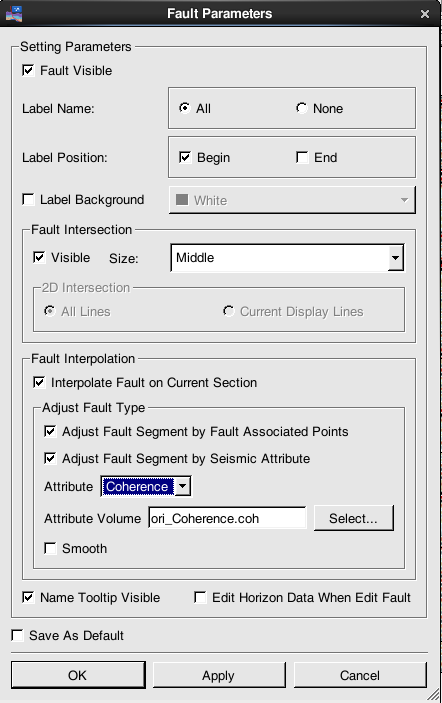 Fault Parameters
Setting Parameters
Fault Visible
Label Name: All None
Label Position: Begin End
Label Background White
Fault Intersection
Visible Size: Middle
2D Intersection
All Lines Current Display Lines
Fault Interpolation
Interpolate Fault on Current Section
Adjust Fault Type
Adjust Fault Segment by Fault Associated Points
Adjust Fault Segment by Seismic Attribute
Attribute Coherence
Attribute Volume ori_Coherence.coh Select...
Smooth
Name Tooltip Visible Edit Horizon Data When Edit Fault
Save As Default
OK Apply Cancel